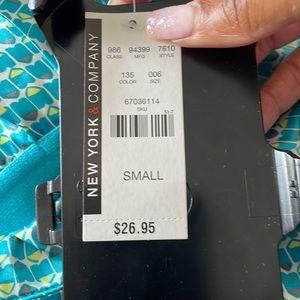 NEW YORK & COMPANY
986 94399 7610
CLASS MFG STYLE
135 006
COLOR SIZE
67036114
SKU
SMALL
$26.95